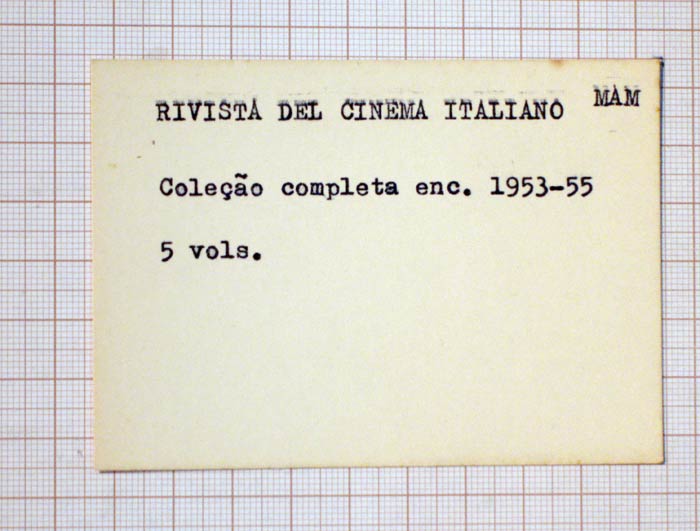 RIVISTA DEL CINEMA ITALIANO MAM
Coleção completa enc. 1953-55
5 vols.